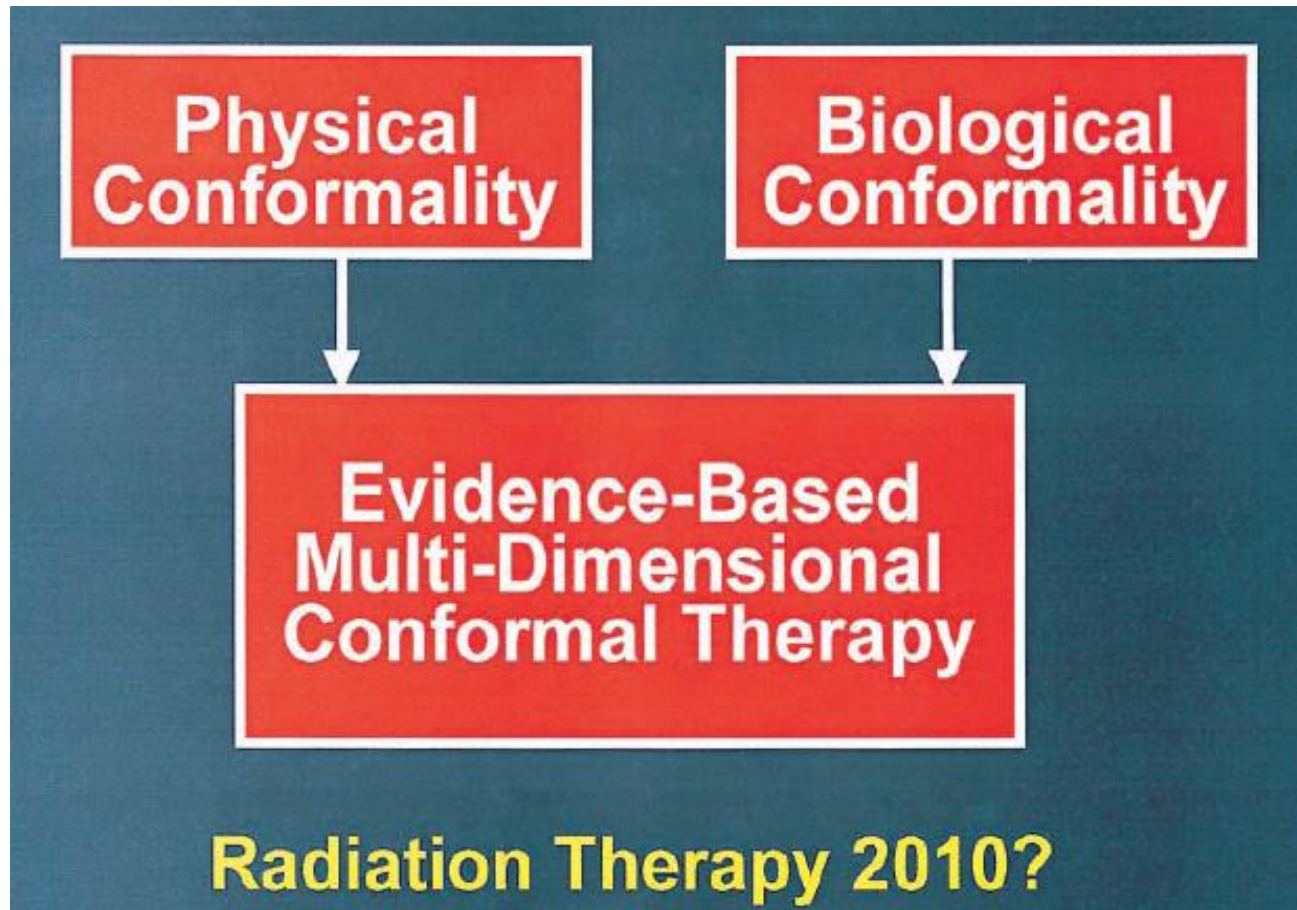 Physical
Conformality
Biological
Conformality
Evidence-Based
Multi-Dimensional
Conformal Therapy
Radiation Therapy 2010?